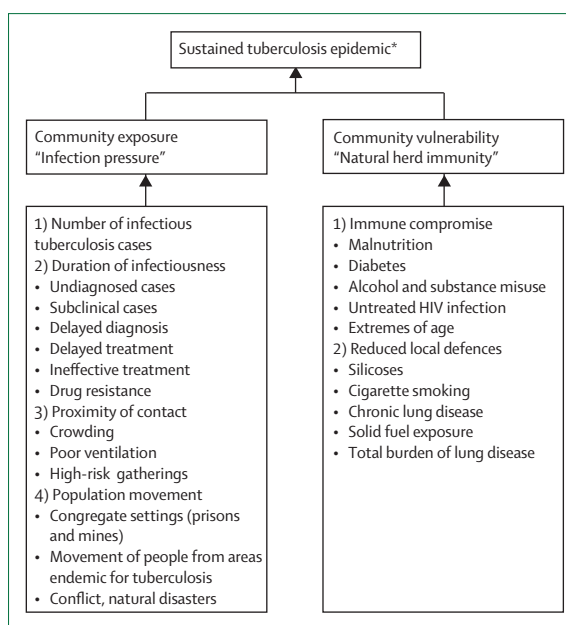 Sustained tuberculosis epidemic*
Community exposure
“Infection pressure”
Community vulnerability
“Natural herd immunity”
1) Number of infectious
tuberculosis cases
2) Duration of infectiousness
• Undiagnosed cases
• Subclinical cases
• Delayed diagnosis
• Delayed treatment
• Ineffective treatment
• Drug resistance
3) Proximity of contact
• Crowding
• Poor ventilation
• High-risk gatherings
4) Population movement
• Congregate settings (prisons
and mines)
• Movement of people from areas
endemic for tuberculosis
• Conflict, natural disasters
1) Immune compromise
• Malnutrition
• Diabetes
• Alcohol and substance misuse
• Untreated HIV infection
• Extremes of age
2) Reduced local defences
• Silicoses
• Cigarette smoking
• Chronic lung disease
• Solid fuel exposure
• Total burden of lung disease